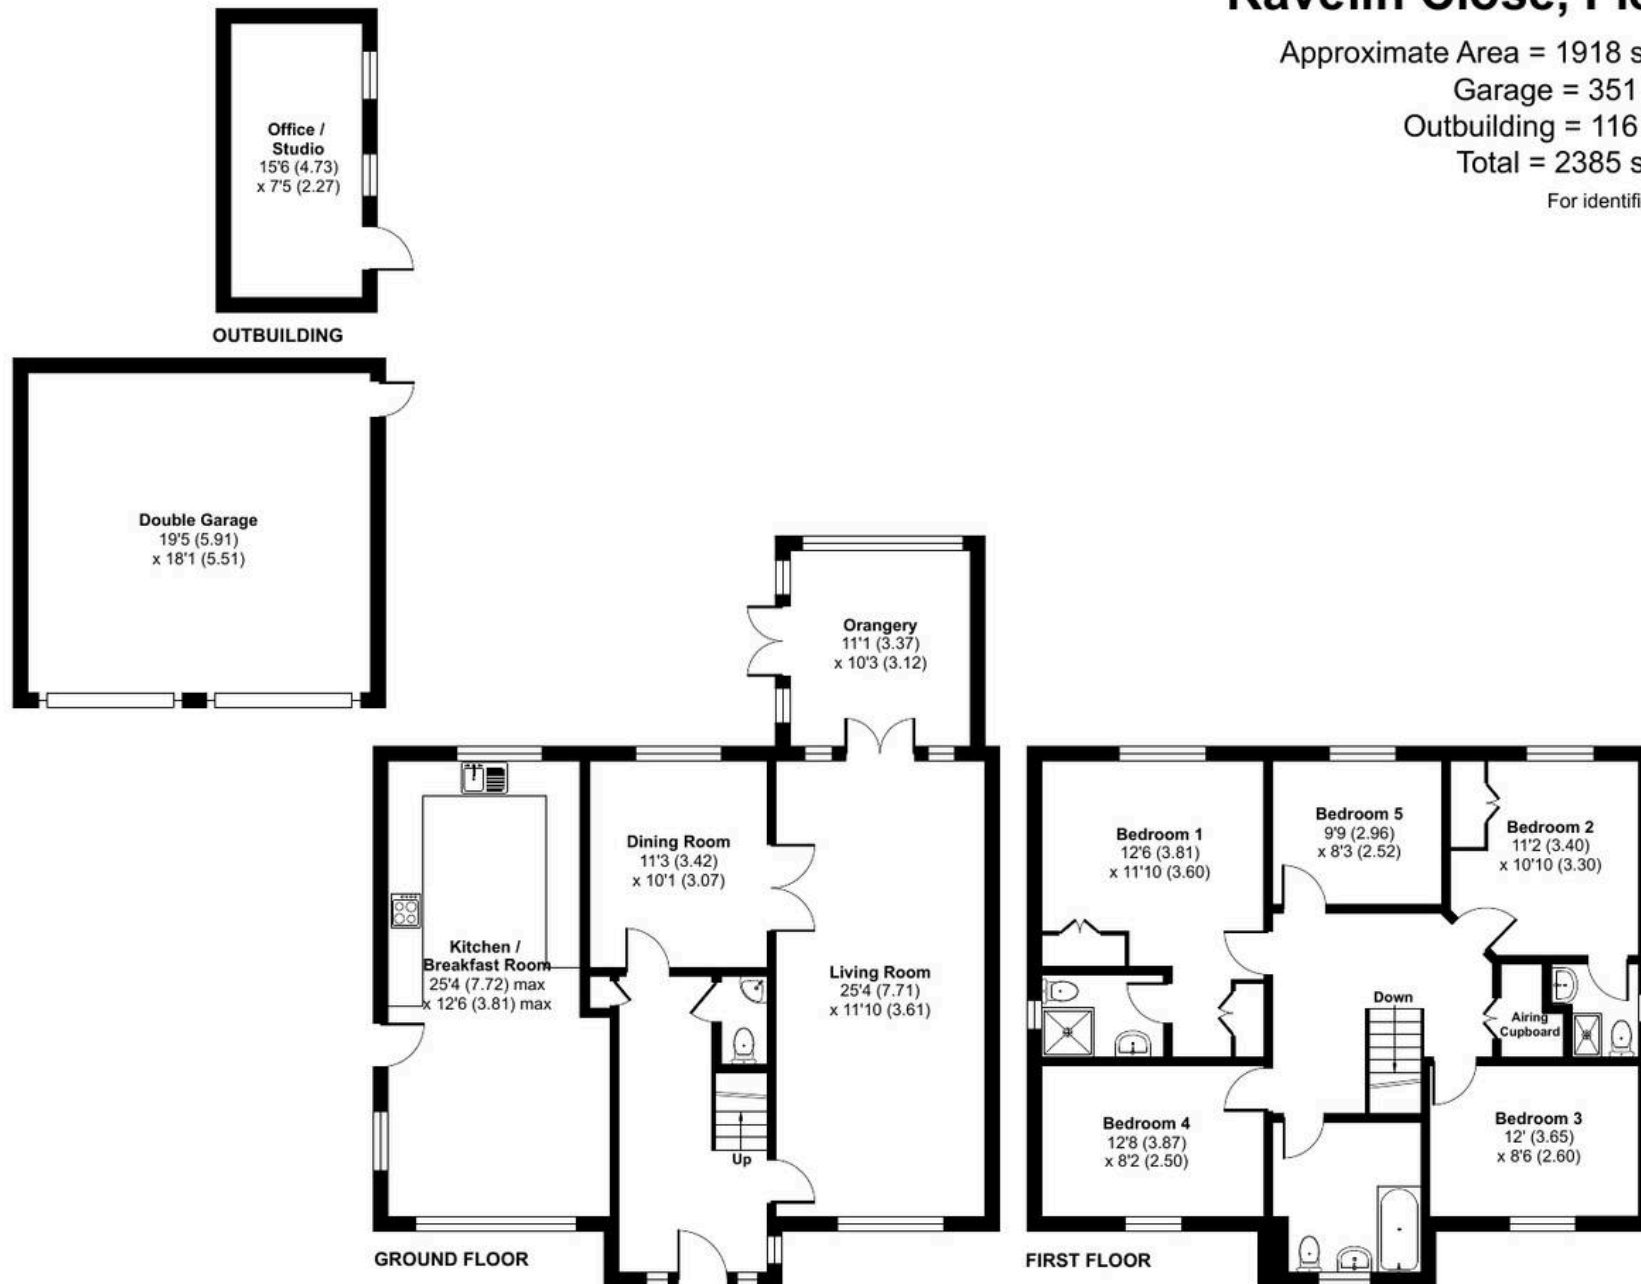 Approximate Area = 1918
Garage = 351
Outbuilding = 116
Total = 2385
For
Office /
Studio
15'6 (4.73)
x 7'5 (2.27)
OUTBUILDING
Double Garage
19'5 (5.91)
x 18'1 (5.51)
Orangery
11'1 (3.37)
x 10'3 (3.12)
Dining Room
11'3 (3.42)
x 10'1 (3.07)
Kitchen /
Breakfast Room
25'4 (7.72) max
x 12'6 (3.81) max
Living Room
25'4 (7.71)
x 11'10 (3.61)
Up
GROUND FLOOR
Bedroom 1
12'6 (3.81)
x 11'10 (3.60)
Bedroom 5
9'9 (2.96)
x 8'3 (2.52)
Bedroom 2
11'2 (3.40)
x 10'10 (3.30)
Down
Airing
Cupboard
Bedroom 4
12'8 (3.87)
x 8'2 (2.50)
Bedroom 3
12' (3.65)
x 8'6 (2.60)
FIRST FLOOR